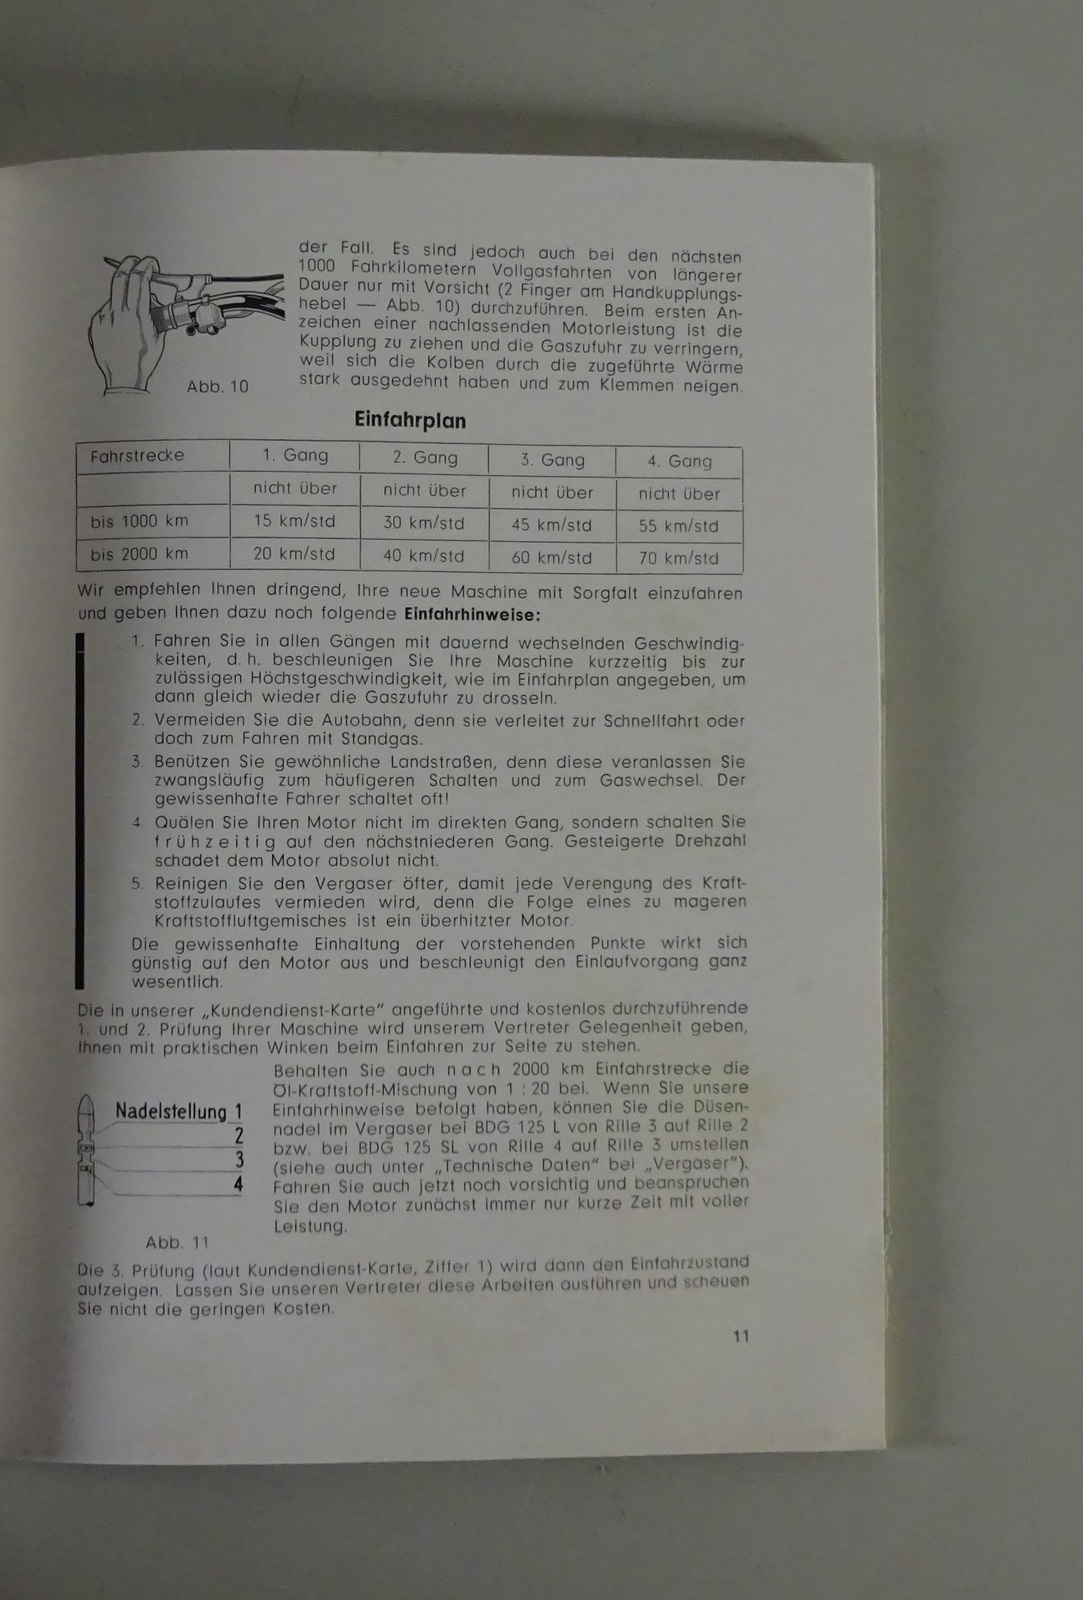 der Fall. Es sind jedoch auch bei den nächsten
1000 Fahrkilometern Vollgasfahrten von längerer
Dauer nur mit Vorsicht (2 Finger am Handkupplungs-
hebel — Abb. 10) durchzuführen. Beim ersten An-
zeichen einer nachlassenden Motorleistung ist die
Kupplung zu ziehen und die Gaszufuhr zu verringern,
weil sich die Kolben durch die zugeführte Wärme
stark ausgedehnt haben und zum Klemmen neigen.
Abb. 10
Einfahrplan
Fahrstrecke 1. Gang 2. Gang 3. Gang 4. Gang
nicht über nicht über nicht über nicht über
bis 1000 km 15 km/std 30 km/std 45 km/std 55 km/std
bis 2000 km 20 km/std 40 km/std 60 km/std 70 km/std
Wir empfehlen Ihnen dringend, Ihre neue Maschine mit Sorgfalt einzufahren
und geben Ihnen dazu noch folgende Einfahrhinweise:
1. Fahren Sie in allen Gängen mit dauernd wechselnden Geschwindig-
keiten, d. h. beschleunigen Sie Ihre Maschine kurzzeitig bis zur
zulässigen Höchstgeschwindigkeit, wie im Einfahrplan angegeben, um
dann gleich wieder die Gaszufuhr zu drosseln.
2. Vermeiden Sie die Autobahn, denn sie verleitet zur Schnellfahrt oder
doch zum Fahren mit Standgas.
3. Benützen Sie gewöhnliche Landstraßen, denn diese veranlassen Sie
zwangsläufig zum häufigeren Schalten und zum Gaswechsel. Der
gewissenhafte Fahrer schaltet oft!
4. Quälen Sie Ihren Motor nicht im direkten Gang, sondern schalten Sie
frühzeitig auf den nächstniederen Gang. Gesteigerte Drehzahl
schadet dem Motor absolut nicht.
5. Reinigen Sie den Vergaser öfter, damit jede Verengung des Kraft-
stoffzulaufes vermieden wird, denn die Folge eines zu mageren
Kraftstoffluftgemisches ist ein überhitzter Motor.
Die gewissenhafte Einhaltung der vorstehenden Punkte wirkt sich
günstig auf den Motor aus und beschleunigt den Einlaufvorgang ganz
wesentlich.
Die in unserer „Kundendienst-Karte“ angeführte und kostenlos durchzuführende
1. und 2. Prüfung Ihrer Maschine wird unserem Vertreter Gelegenheit geben,
Ihnen mit praktischen Winken beim Einfahren zur Seite zu stehen.
Behalten Sie auch nach 2000 km Einfahrstrecke die
Öl-Kraftstoff-Mischung von 1 : 20 bei. Wenn Sie unsere
Einfahrhinweise befolgt haben, können Sie die Düsen-
nadel im Vergaser bei BDG 125 L von Rille 3 auf Rille 2
bzw. bei BDG 125 SL von Rille 4 auf Rille 3 umstellen
(siehe auch unter „Technische Daten“ bei „Vergaser“).
Fahren Sie auch jetzt noch vorsichtig und beanspruchen
Sie den Motor zunächst immer nur kurze Zeit mit voller
Leistung.
Nadelstellung 1
2
3
4
Abb. 11
Die 3. Prüfung (laut Kundendienst-Karte, Ziffer 1) wird dann den Einfahrzustand
aufzeigen. Lassen Sie unseren Vertreter diese Arbeiten ausführen und scheuen
Sie nicht die geringen Kosten.
11